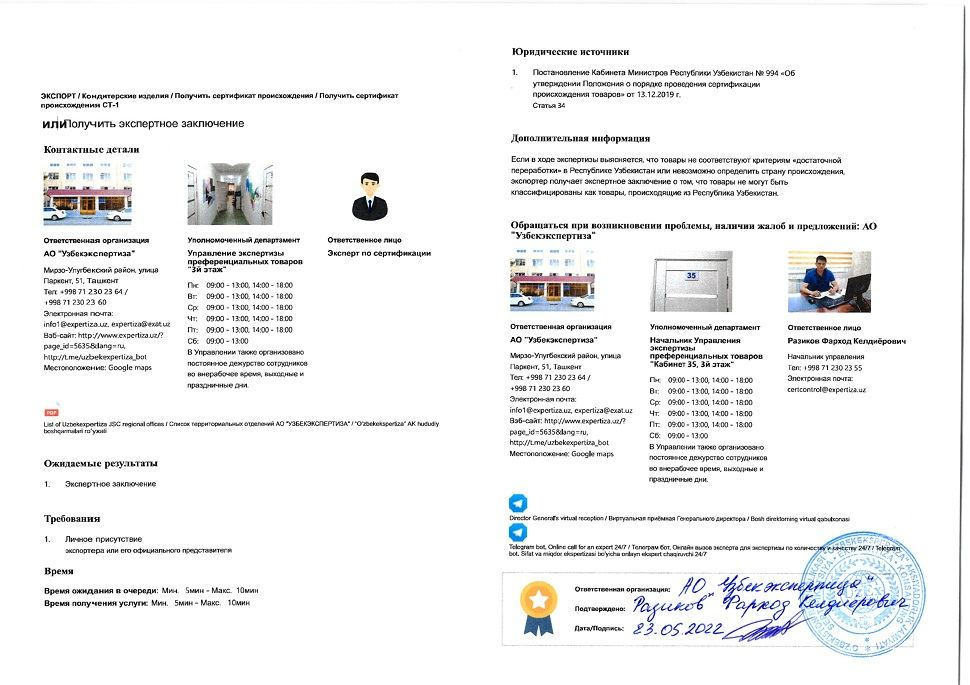 ЭКСПОРТ / Кондитерские изделия / Получить сертификат происхождения / Получить сертификат
происхождения СТ-1
ИЛИ Получить экспертное заключение
Контактные детали
Ответственная организация
АО "Узбекэкспертиза"
Мирзо-Улугбекский район, улица
Паркент, 51, Ташкент
Тел: +998 71 230 23 64 /
+998 71 230 23 60
Электронная почта:
info1@expertiza.uz, expertiza@exat.uz
Вэб-сайт: http://www.expertiza.uz/?
page_id=5635&lang=ru,
http://t.me/uzbekexpertiza_bot
Местоположение: Google maps
Уполномоченный департамент
Управление экспертизы
преференциальных товаров
"3й этаж"
Пн: 09:00 - 13:00, 14:00 - 18:00
Вт: 09:00 - 13:00, 14:00 - 18:00
Ср: 09:00 - 13:00, 14:00 - 18:00
Чт: 09:00 - 13:00, 14:00 - 18:00
Пт: 09:00 - 13:00, 14:00 - 18:00
Сб: 09:00 - 13:00
В Управлении также организовано
постоянное дежурство сотрудников
во внерабочее время, выходные и
праздничные дни.
Ответственное лицо
Эксперт по сертификации
PDF
List of Uzbekexpertiza JSC regional offices / Список территориальных отделений АО "УЗБЕКЭКСПЕРТИЗА" / "O'zbekekspertiza" AK hududiy
boshqarmalari ro'yxati
Ожидаемые результаты
1. Экспертное заключение
Требования
1. Личное присутствие
экспортера или его официального представителя
Время
Время ожидания в очереди: Мин. 5мин - Макс. 10мин
Время получения услуги: Мин. 5мин - Макс. 10мин
Юридические источники
1. Постановление Кабинета Министров Республики Узбекистан № 994 «Об
утверждении Положения о порядке проведения сертификации
происхождения товаров» от 13.12.2019 г.
Статья 34
Дополнительная информация
Если в ходе экспертизы выясняется, что товары не соответствуют критериям «достаточной
переработки» в Республике Узбекистан или невозможно определить страну происхождения,
экспортер получает экспертное заключение о том, что товары не могут быть
классифицированы как товары, происходящие из Республика Узбекистан.
Обращаться при возникновении проблемы, наличии жалоб и предложений: АО
"Узбекэкспертиза"
35
Ответственная организация
АО "Узбекэкспертиза"
Мирзо-Улугбекский район, улица
Паркент, 51, Ташкент
Тел: +998 71 230 23 64 /
+998 71 230 23 60
Электронная почта:
info1@expertiza.uz, expertiza@exat.uz
Вэб-сайт: http://www.expertiza.uz/?
page_id=5635&lang=ru,
http://t.me/uzbekexpertiza_bot
Местоположение: Google maps
Уполномоченный департамент
Начальник Управления
экспертизы
преференциальных товаров
"Кабинет 35, 3й этаж"
Пн: 09:00 - 13:00, 14:00 - 18:00
Вт: 09:00 - 13:00, 14:00 - 18:00
Ср: 09:00 - 13:00, 14:00 - 18:00
Чт: 09:00 - 13:00, 14:00 - 18:00
Пт: 09:00 - 13:00, 14:00 - 18:00
Сб: 09:00 - 13:00
В Управлении также организовано
постоянное дежурство сотрудников
во внерабочее время, выходные и
праздничные дни.
Ответственное лицо
Разиков Фарход Келдиёрович
Начальник управления
Тел: +998 71 230 23 55
Электронная почта:
certcontrol@expertiza.uz
Director General's virtual reception / Виртуальная приёмная Генерального директора / Bosh direktorning virtual qabulxonasi
Telegram bot, Online call for an expert 24/7 / Телеграм бот, Онлайн вызов эксперта для экспертизы по количеству и качеству 24/7 / Telegram
bot, Sifat va miqdor ekspertizasi bo'yicha onlayn ekspert chaqiruvchi 24/7
Ответственная организация: АО "Узбекэкспертиза"
Подтверждено: Разиков Фарход Келдиёрович
Дата/Подпись: 23.05.2022